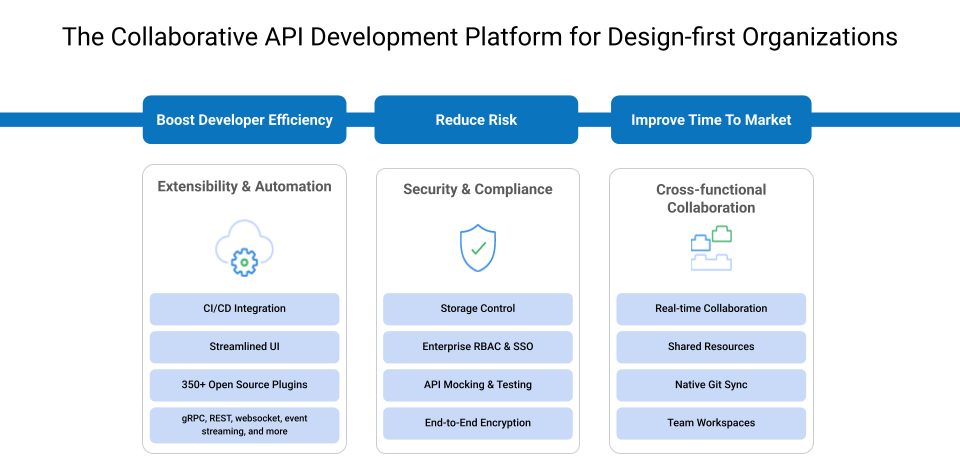 The Collaborative API Development Platform for Design-first Organizations
Boost Developer Efficiency
Reduce Risk
Improve Time To Market
Extensibility & Automation
CI/CD Integration
Streamlined UI
350+ Open Source Plugins
gRPC, REST, websocket, event
streaming, and more
Security & Compliance
Storage Control
Enterprise RBAC & SSO
API Mocking & Testing
End-to-End Encryption
Cross-functional
Collaboration
Real-time Collaboration
Shared Resources
Native Git Sync
Team Workspaces